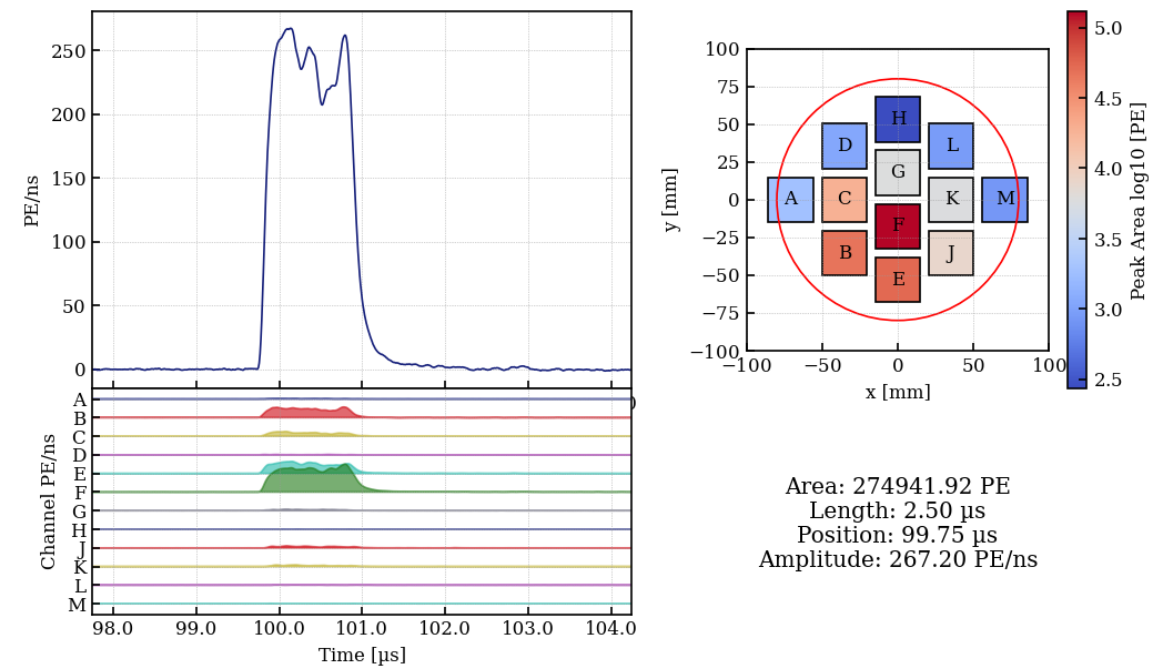 250
200
150
100
50
0
PE/ns
A
B
C
D
E
F
G
H
J
K
L
M
Channel PE/ns
98.0 99.0 100.0 101.0 102.0 103.0 104.0
Time [µs]
100
75
50
25
0
−25
−50
−75
−100
y [mm]
H
D L
G
A C K M
F
B J
E
−100 −50 0 50 100
x [mm]
5.0
4.5
4.0
3.5
3.0
2.5
Peak Area log10 [PE]
Area: 274941.92 PE
Length: 2.50 µs
Position: 99.75 µs
Amplitude: 267.20 PE/ns